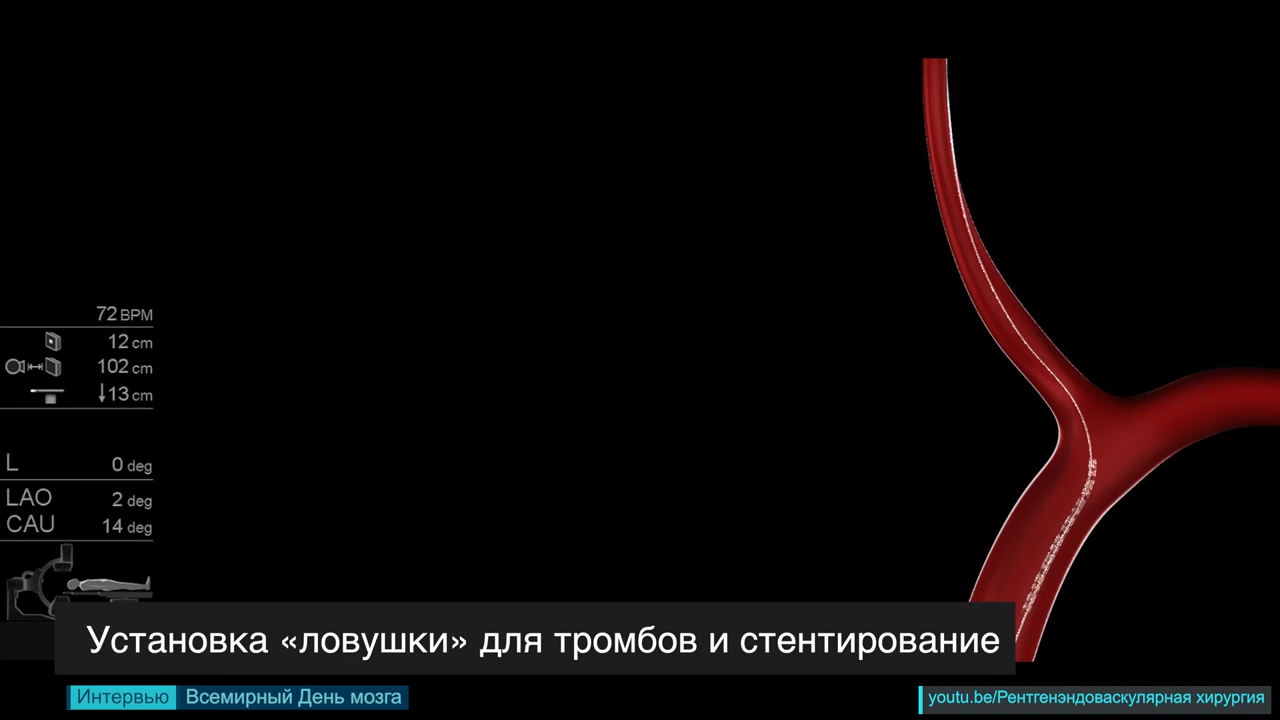 72 BPM
12 cm
102 cm
↓13 cm
L 0 deg
LAO 2 deg
CAU 14 deg
Установка «ловушки» для тромбов и стентирование
Интервью Всемирный День мозга
youtu.be/Рентгенэндоваскулярная хирургия